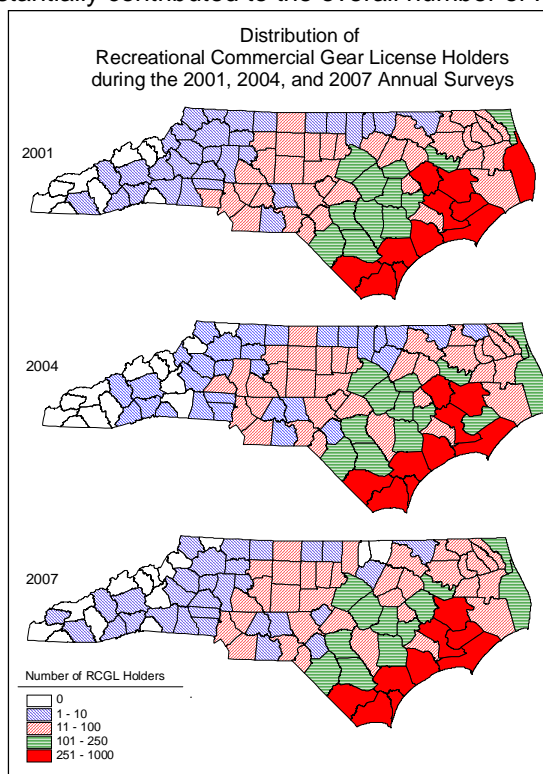 Distribution of
Recreational Commercial Gear License Holders
during the 2001, 2004, and 2007 Annual Surveys
2001
2004
2007
Number of RCGL Holders
0
1 - 10
11 - 100
101 - 250
251 - 1000